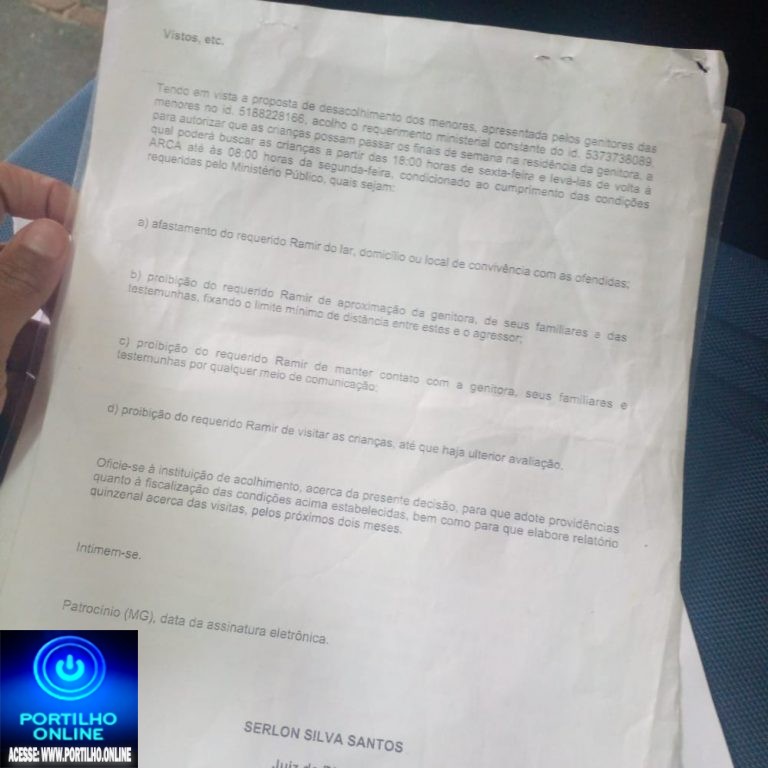 Vistos, etc.
Tendo em vista a proposta de desacolhimento dos menores, apresentada pelos genitores das
menores no id. 5188228166, acolho o requerimento ministerial constante do id. 5373738089,
para autorizar que as crianças possam passar os finais de semana na residência da genitora, a
qual poderá buscar as crianças a partir das 18:00 horas de sexta-feira e levá-las de volta à
ARCA até às 08:00 horas da segunda-feira, condicionado ao cumprimento das condições
requeridas pelo Ministério Público, quais sejam:
a) afastamento do requerido Ramir do lar, domicílio ou local de convivência com as ofendidas;
b) proibição do requerido Ramir de aproximação da genitora, de seus familiares e das
testemunhas, fixando o limite mínimo de distância entre estes e o agressor;
c) proibição do requerido Ramir de manter contato com a genitora, seus familiares e
testemunhas por qualquer meio de comunicação;
d) proibição do requerido Ramir de visitar as crianças, até que haja ulterior avaliação.
Oficie-se à instituição de acolhimento, acerca da presente decisão, para que adote providências
quanto à fiscalização das condições acima estabelecidas, bem como para que elabore relatório
quinzenal acerca das visitas, pelos próximos dois meses.
Intimem-se.
Patrocínio (MG), data da assinatura eletrônica.
SERLON SILVA SANTOS
Juiz de
PORTILHO
ONLINE
ACESSE: WWW.PORTILHO.ONLINE